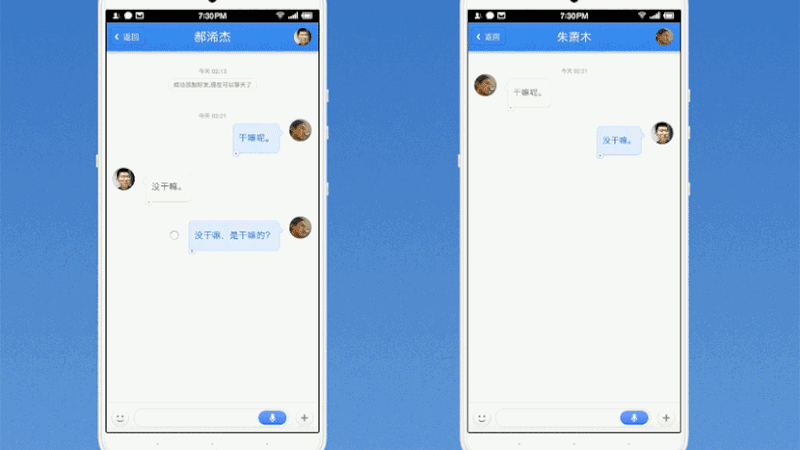 7:30PM
返回
郝浠杰
今天 02:13
成功添加好友,现在可以聊天了
今天 02:21
干嘛呢。
没干嘛。
没干嘛、是干嘛的?
7:30PM
返回
朱萧木
今天 02:21
干嘛呢。
没干嘛。